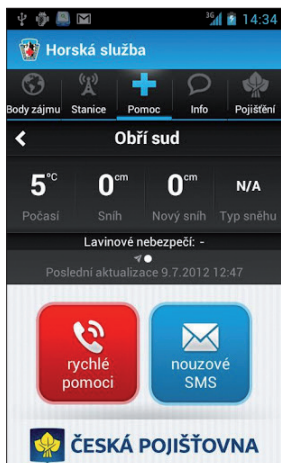 3G 14:34
Horská služba
Body zájmu Stanice Pomoc Info Pojištění
Obří sud
5°C 0cm 0cm N/A
Počasí Sníh Nový sníh Typ sněhu
Lavinové nebezpečí: -
Poslední aktualizace 9.7.2012 12:47
rychlé pomoci
nouzové SMS
ČESKÁ POJIŠŤOVNA